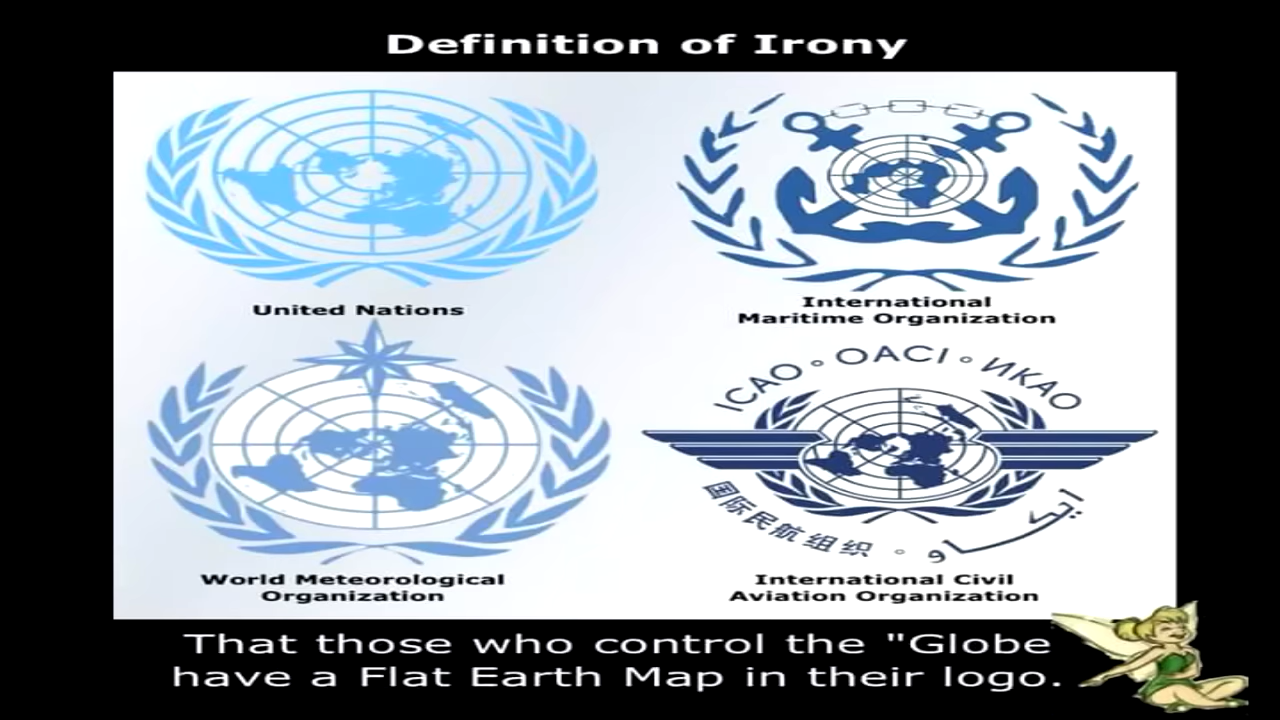 Definition of Irony
United Nations
International
Maritime Organization
ICAO ◦ OACI ◦ ИКАО
国际民航组织 ◦ ايكاو
World Meteorological
Organization
International Civil
Aviation Organization
That those who control the "Globe
have a Flat Earth Map in their logo.